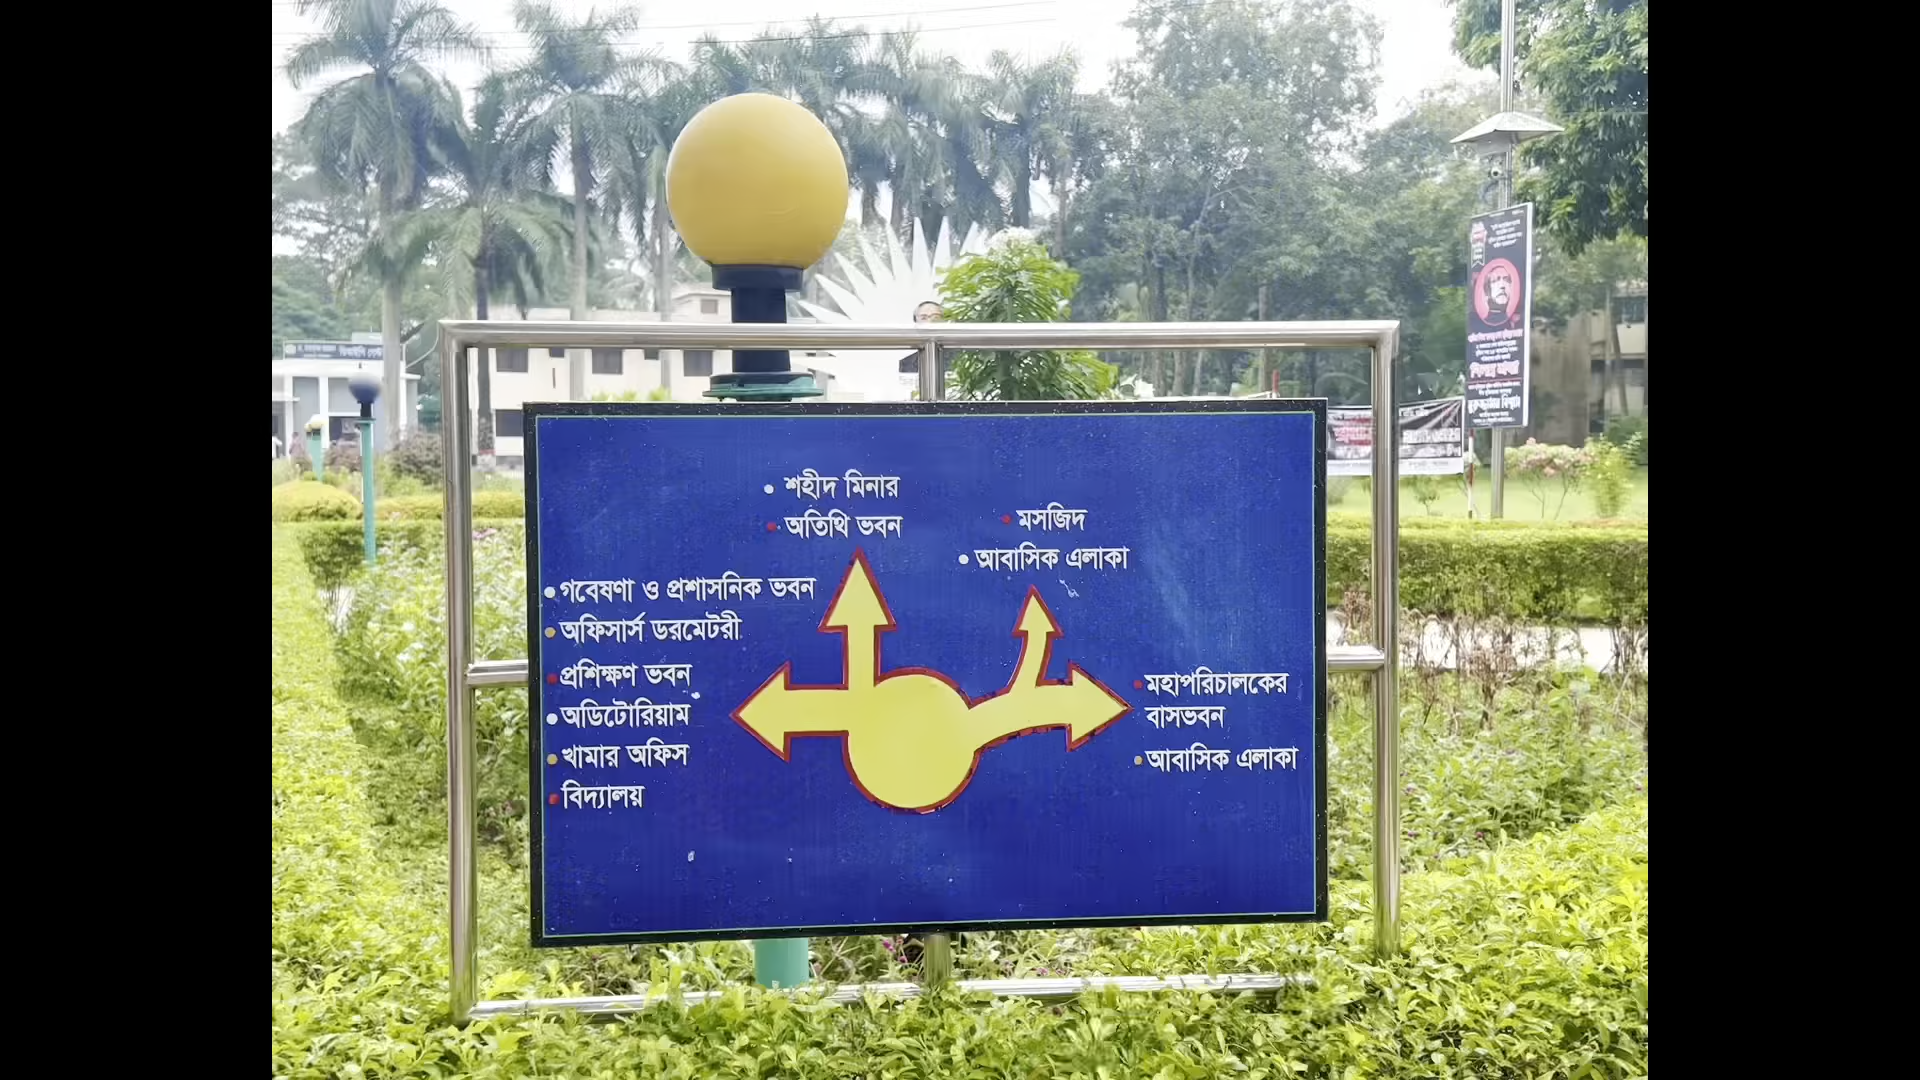 শহীদ মিনার
অতিথি ভবন
মসজিদ
আবাসিক এলাকা
গবেষণা ও প্রশাসনিক ভবন
অফিসার্স ডরমেটরী
প্রশিক্ষণ ভবন
অডিটোরিয়াম
খামার অফিস
বিদ্যালয়
মহাপরিচালকের
বাসভবন
আবাসিক এলাকা